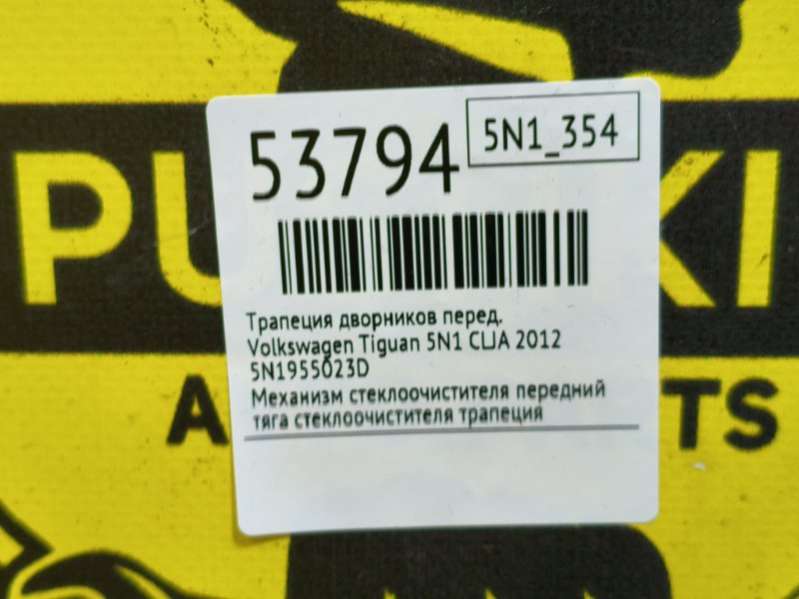 53794
5N1_354
Трапеция дворников перед.
Volkswagen Tiguan 5N1 CLJA 2012
5N1955023D
Механизм стеклоочистителя передний
тяга стеклоочистителя трапеция